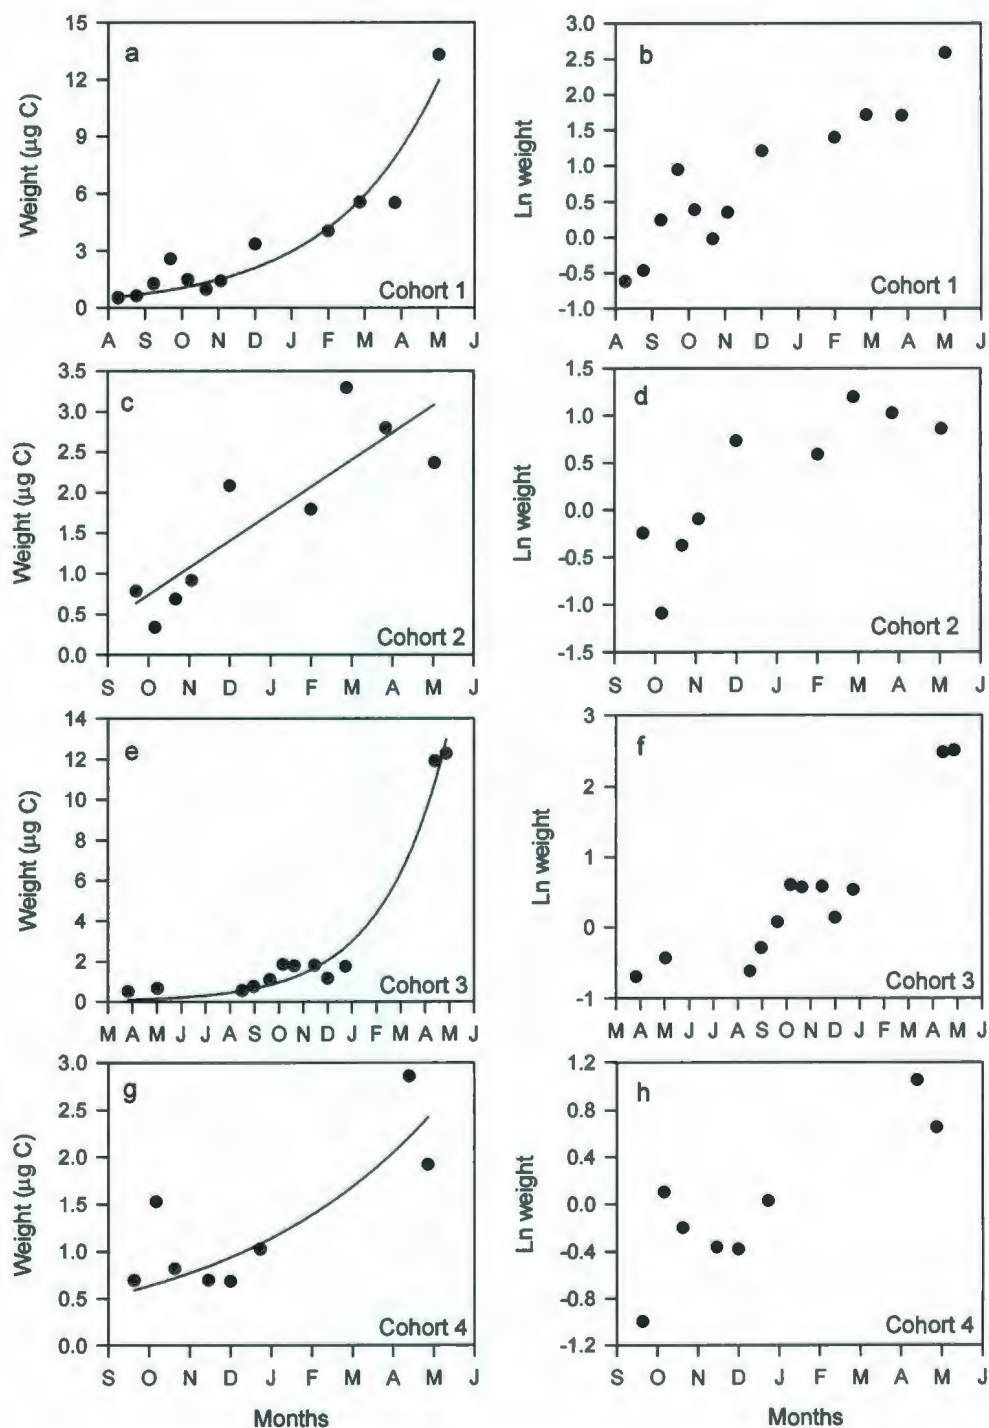 15
12
9
6
3
0
Weight (µg C)
a
Cohort 1
A S O N D J F M A M J
3.0
2.5
2.0
1.5
1.0
0.5
0.0
-0.5
-1.0
Ln weight
b
Cohort 1
A S O N D J F M A M J
3.5
3.0
2.5
2.0
1.5
1.0
0.5
0.0
Weight (µg C)
c
Cohort 2
S O N D J F M A M J
1.5
1.0
0.5
0.0
-0.5
-1.0
-1.5
Ln weight
d
Cohort 2
S O N D J F M A M J
14
12
10
8
6
4
2
0
Weight (µg C)
e
Cohort 3
M A M J J A S O N D J F M A M J
3
2
1
0
-1
Ln weight
f
Cohort 3
M A M J J A S O N D J F M A M J
3.0
2.5
2.0
1.5
1.0
0.5
0.0
Weight (µg C)
g
Cohort 4
S O N D J F M A M J
Months
1.2
0.8
0.4
0.0
-0.4
-0.8
-1.2
Ln weight
h
Cohort 4
S O N D J F M A M J
Months